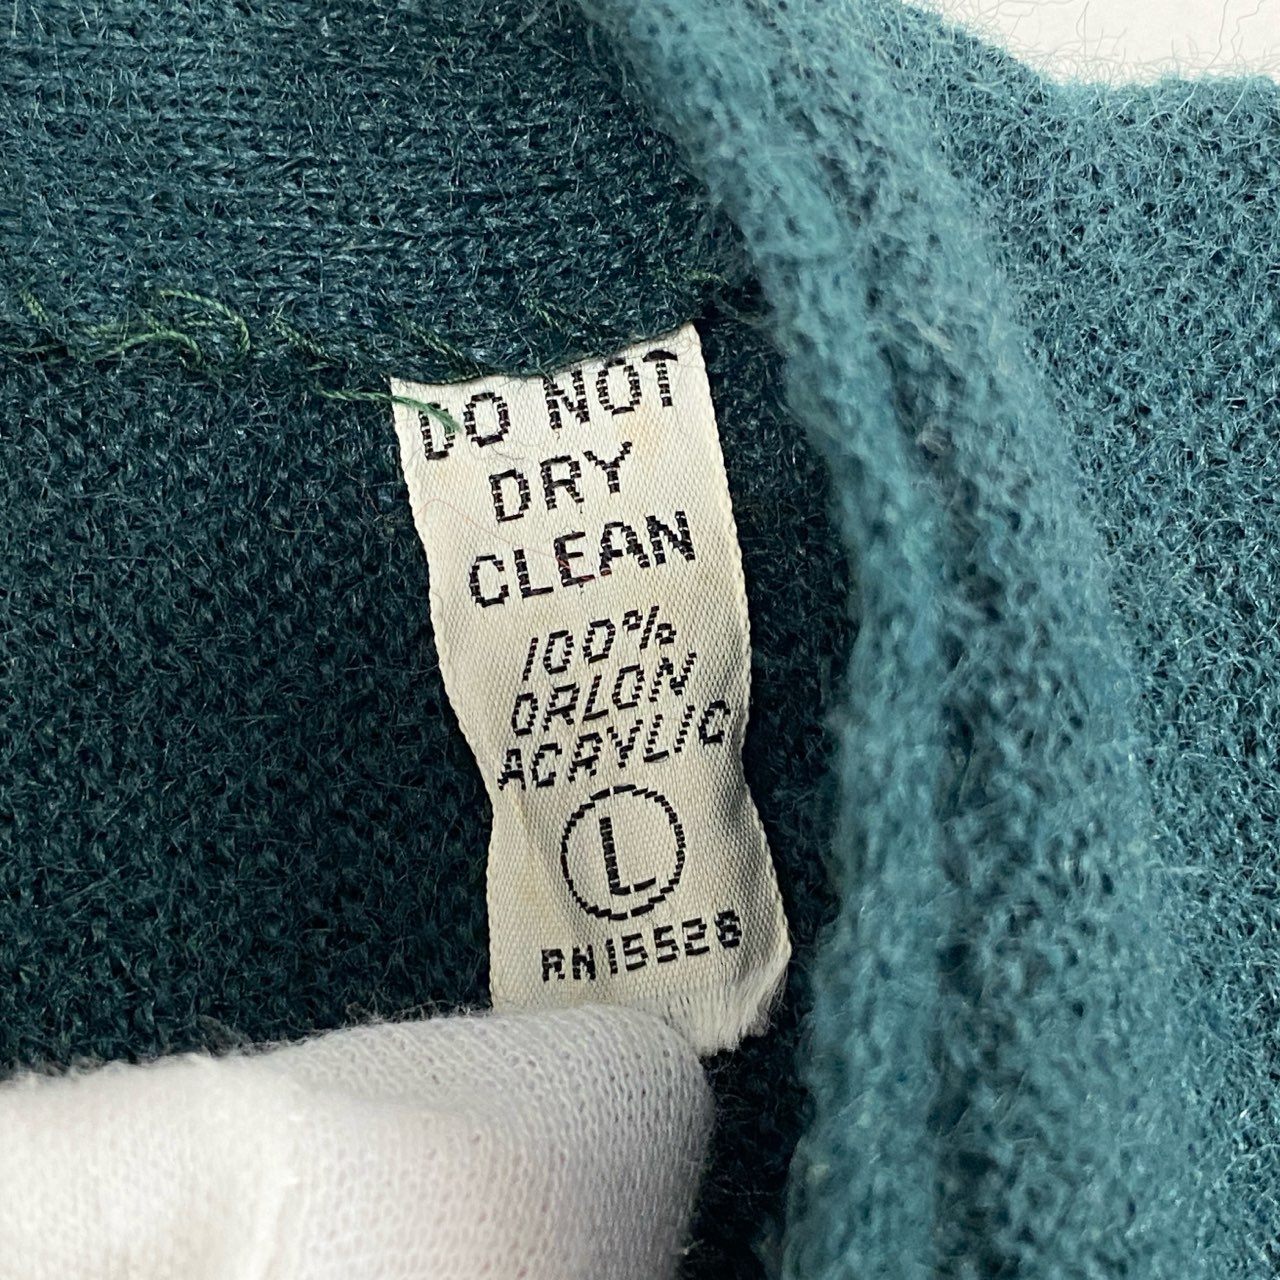 DO NOT
DRY
CLEAN
100%
ORLON
ACRYLIC
L
RN15526